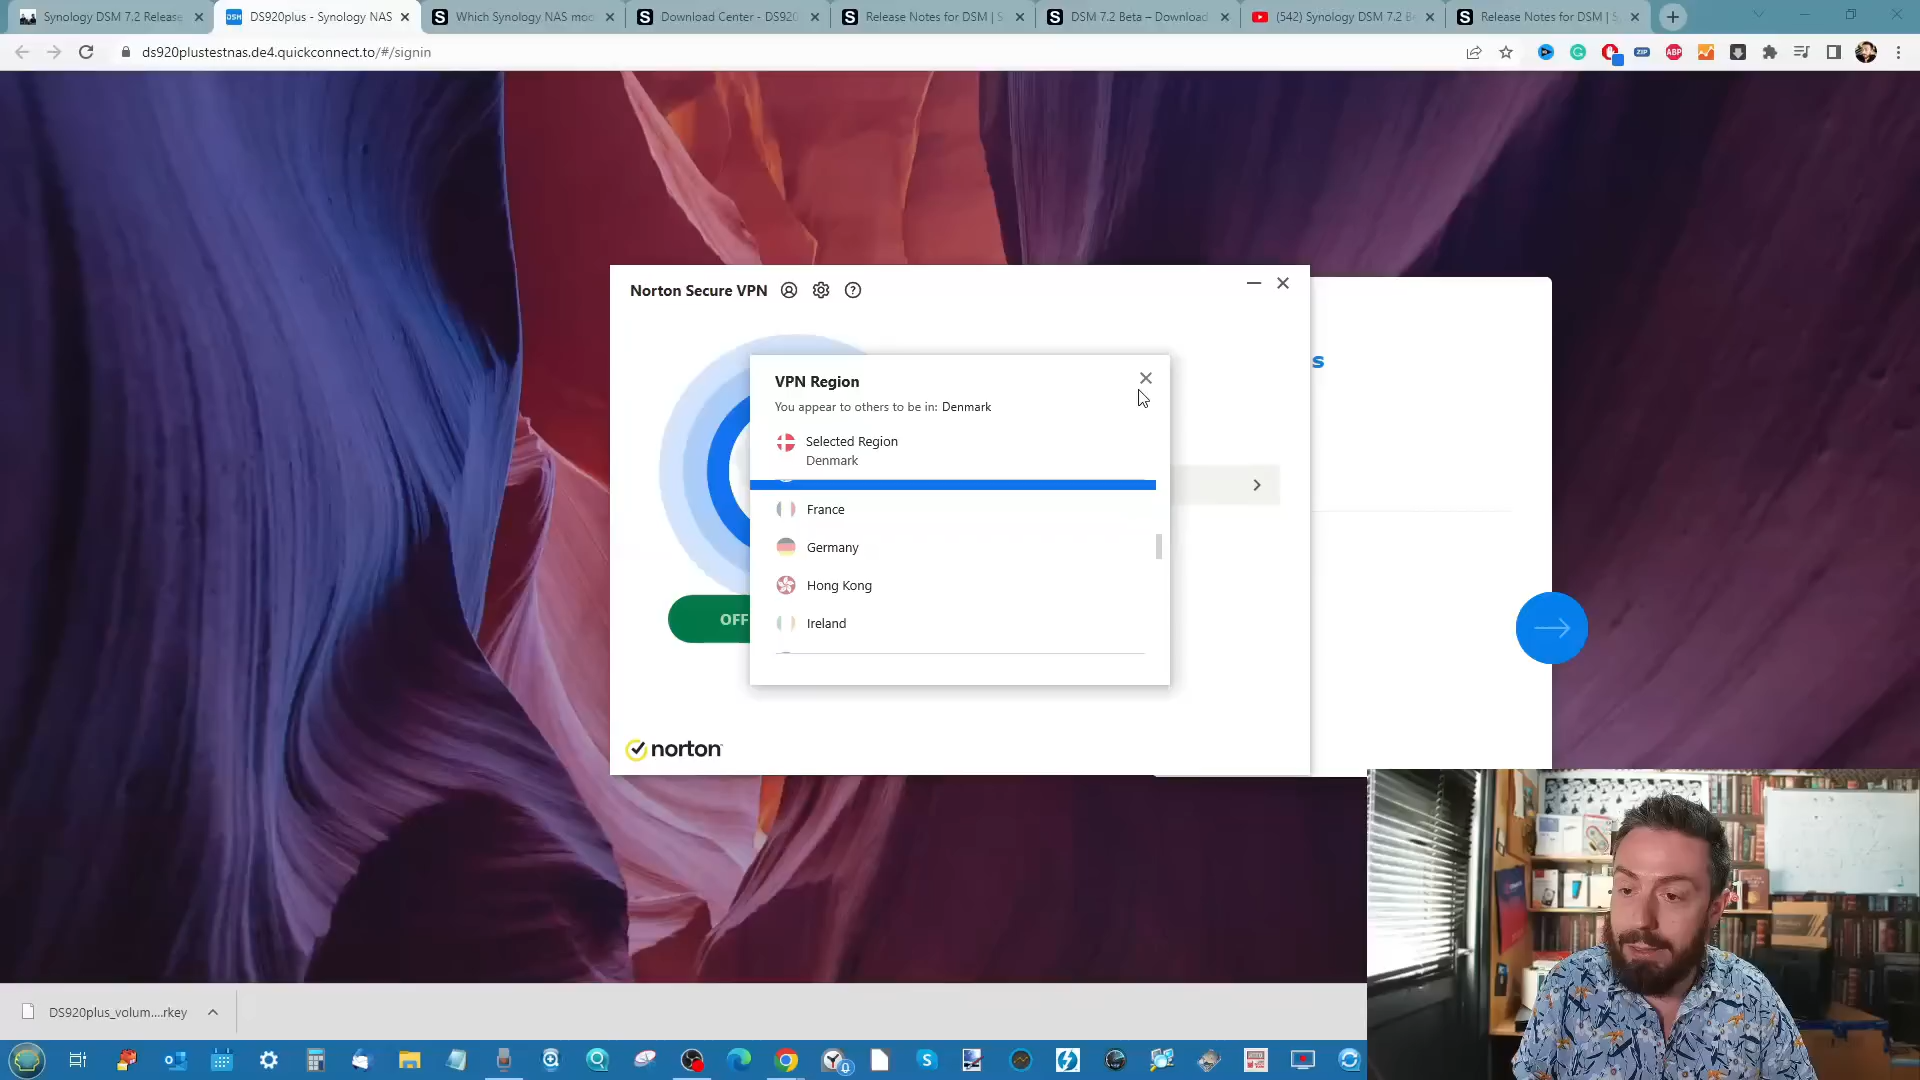 Synology DSM 7.2 Release
DS920plus - Synology NAS
Which Synology NAS mod
Download Center - DS920
Release Notes for DSM | S
DSM 7.2 Beta – Download
(542) Synology DSM 7.2 Be
Release Notes for DSM | S
ds920plustestnas.de4.quickconnect.to/#/signin
Norton Secure VPN
s
VPN Region
You appear to others to be in: Denmark
Selected Region
Denmark
France
Germany
Hong Kong
Ireland
OFF
norton
DS920plus_volum....rkey